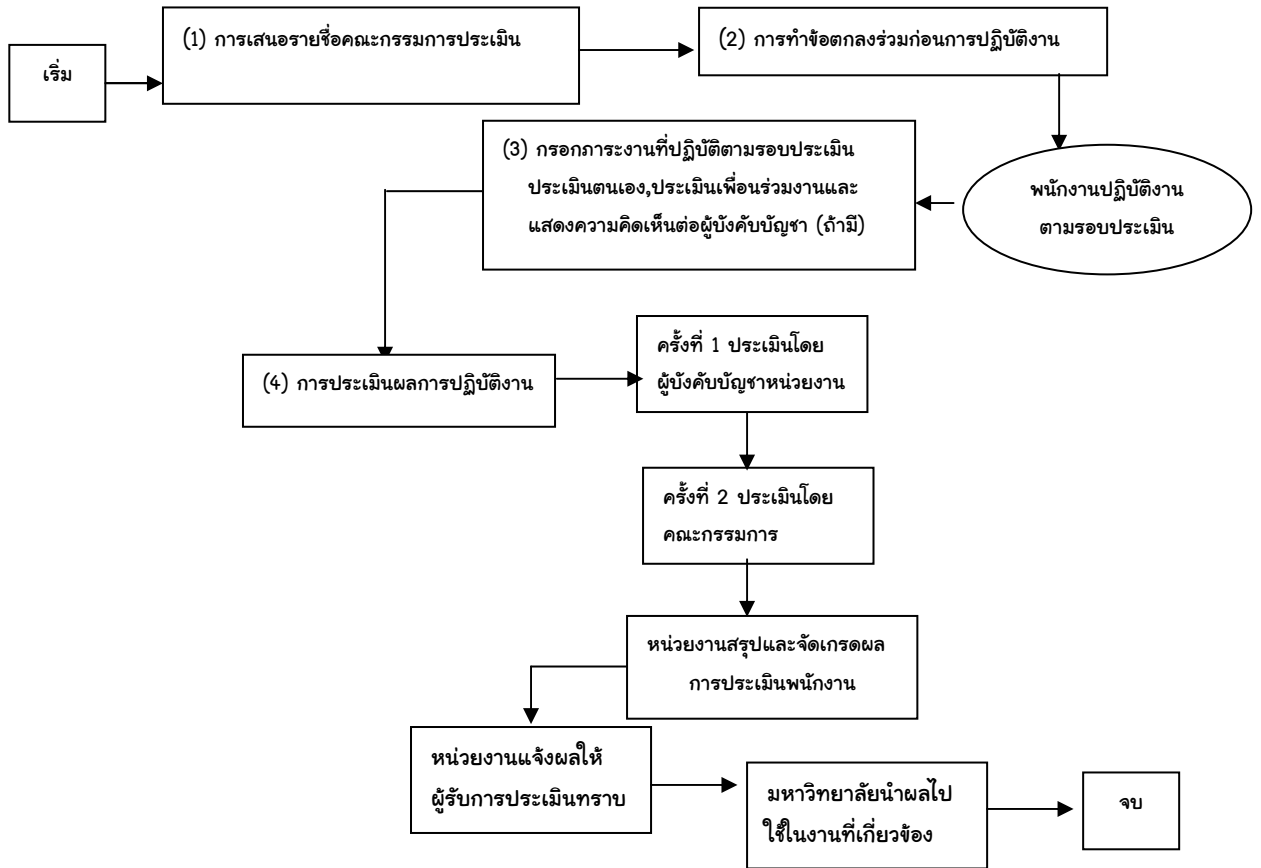 เริ่ม
(1) การเสนอรายชื่อคณะกรรมการประเมิน
(2) การทำข้อตกลงร่วมก่อนการปฏิบัติงาน
พนักงานปฏิบัติงาน
ตามรอบประเมิน
(3) กรอกภาระงานที่ปฏิบัติตามรอบประเมิน
ประเมินตนเอง,ประเมินเพื่อนร่วมงานและ
แสดงความคิดเห็นต่อผู้บังคับบัญชา (ถ้ามี)
(4) การประเมินผลการปฏิบัติงาน
ครั้งที่ 1 ประเมินโดย
ผู้บังคับบัญชาหน่วยงาน
ครั้งที่ 2 ประเมินโดย
คณะกรรมการ
หน่วยงานสรุปและจัดเกรดผล
การประเมินพนักงาน
หน่วยงานแจ้งผลให้
ผู้รับการประเมินทราบ
มหาวิทยาลัยนำผลไป
ใช้ในงานที่เกี่ยวข้อง
จบ